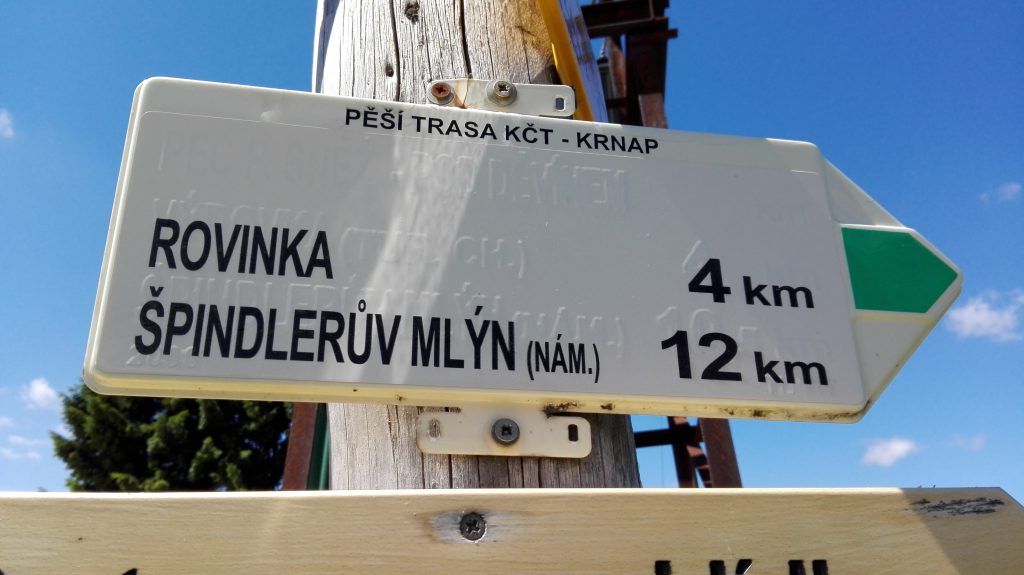 PĚŠÍ TRASA KČT - KRNAP
ROVINKA 4 km
ŠPINDLERŮV MLÝN (NÁM.) 12 km